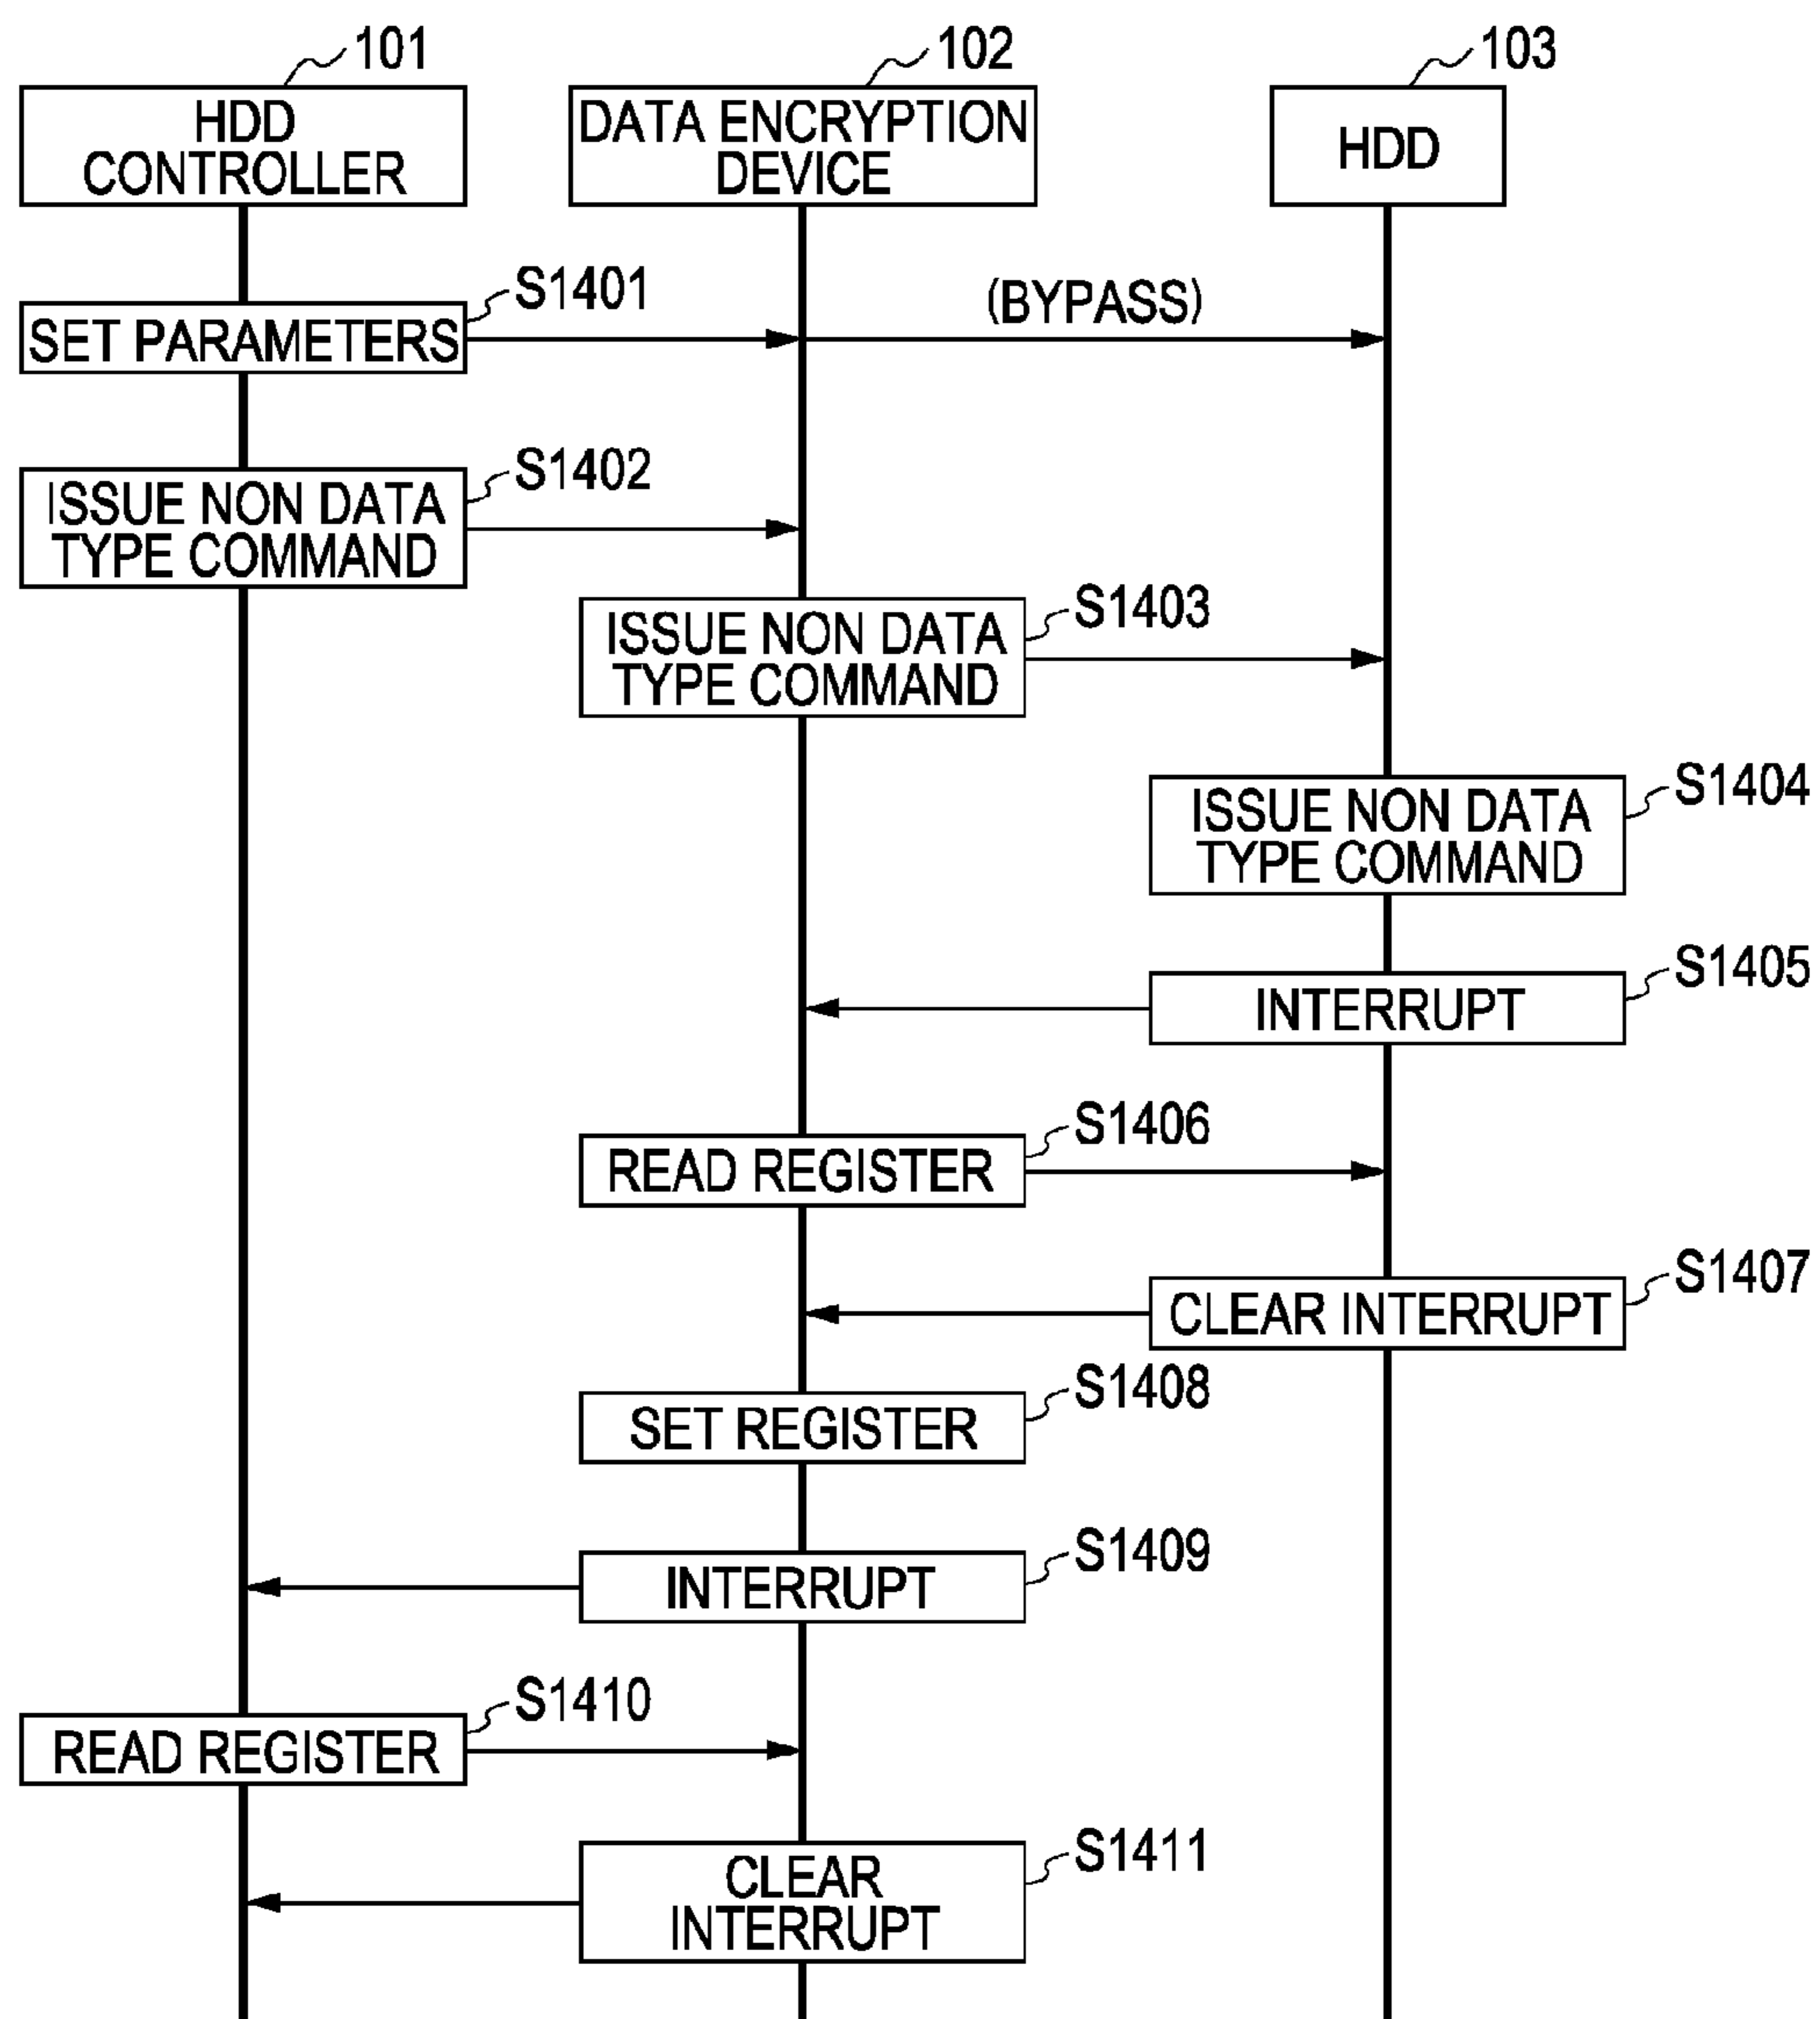 101
102
103
HDD
CONTROLLER
DATA ENCRYPTION
DEVICE
HDD
S1401
SET PARAMETERS
(BYPASS)
S1402
ISSUE NON DATA
TYPE COMMAND
S1403
ISSUE NON DATA
TYPE COMMAND
S1404
ISSUE NON DATA
TYPE COMMAND
S1405
INTERRUPT
S1406
READ REGISTER
S1407
CLEAR INTERRUPT
S1408
SET REGISTER
S1409
INTERRUPT
S1410
READ REGISTER
S1411
CLEAR
INTERRUPT